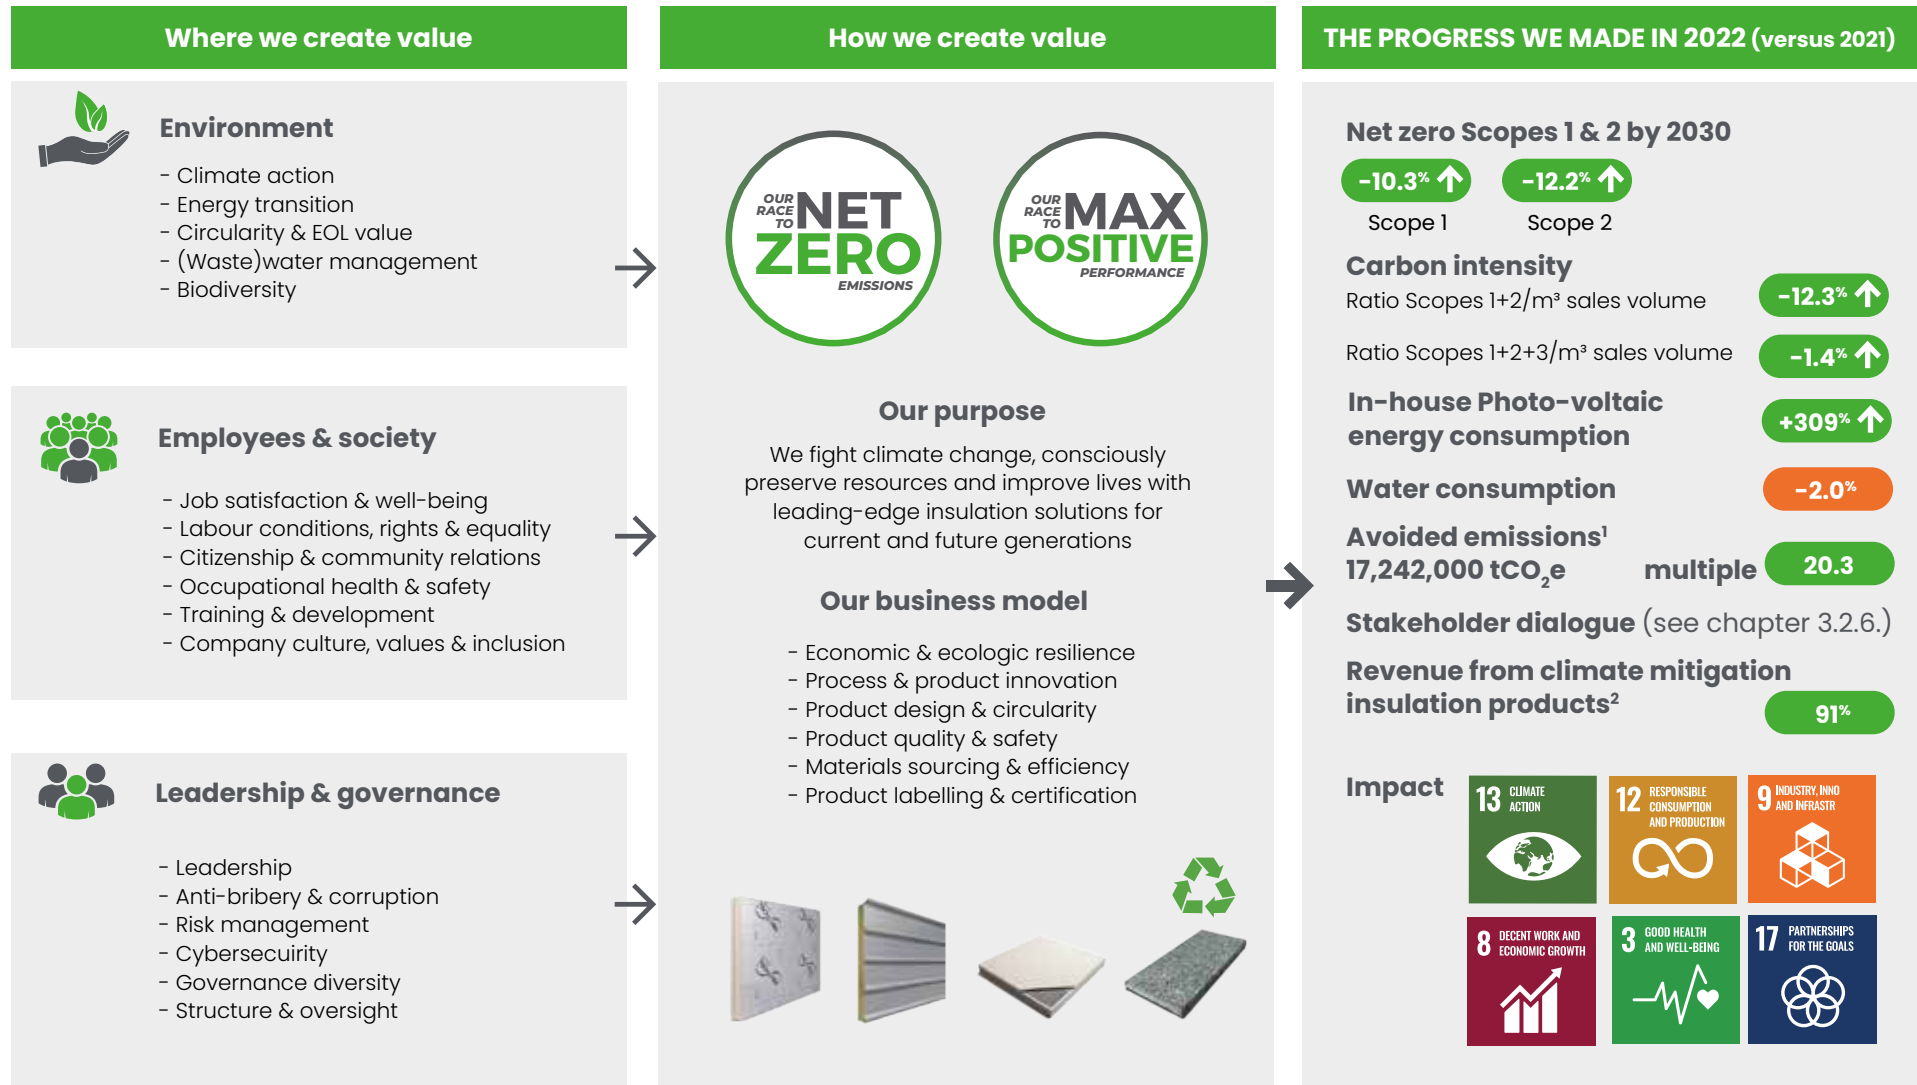 Where we create value
Environment
- Climate action
- Energy transition
- Circularity & EOL value
- (Waste)water management
- Biodiversity
Employees & society
- Job satisfaction & well-being
- Labour conditions, rights & equality
- Citizenship & community relations
- Occupational health & safety
- Training & development
- Company culture, values & inclusion
Leadership & governance
- Leadership
- Anti-bribery & corruption
- Risk management
- Cybersecuirity
- Governance diversity
- Structure & oversight
How we create value
OUR RACE TO NET
ZERO
EMISSIONS
OUR RACE TO MAX
POSITIVE
PERFORMANCE
Our purpose
We fight climate change, consciously
preserve resources and improve lives with
leading-edge insulation solutions for
current and future generations
Our business model
- Economic & ecologic resilience
- Process & product innovation
- Product design & circularity
- Product quality & safety
- Materials sourcing & efficiency
- Product labelling & certification
THE PROGRESS WE MADE IN 2022 (versus 2021)
Net zero Scopes 1 & 2 by 2030
-10.3% -12.2%
Scope 1 Scope 2
Carbon intensity
Ratio Scopes 1+2/m³ sales volume -12.3%
Ratio Scopes 1+2+3/m³ sales volume -1.4%
In-house Photo-voltaic
energy consumption +309%
Water consumption -2.0%
Avoided emissions¹
17,242,000 tCO₂e multiple 20.3
Stakeholder dialogue (see chapter 3.2.6.)
Revenue from climate mitigation
insulation products² 91%
Impact
13 CLIMATE
ACTION
12 RESPONSIBLE
CONSUMPTION
AND PRODUCTION
9 INDUSTRY, INNO
AND INFRASTR
8 DECENT WORK AND
ECONOMIC GROWTH
3 GOOD HEALTH
AND WELL-BEING
17 PARTNERSHIPS
FOR THE GOALS